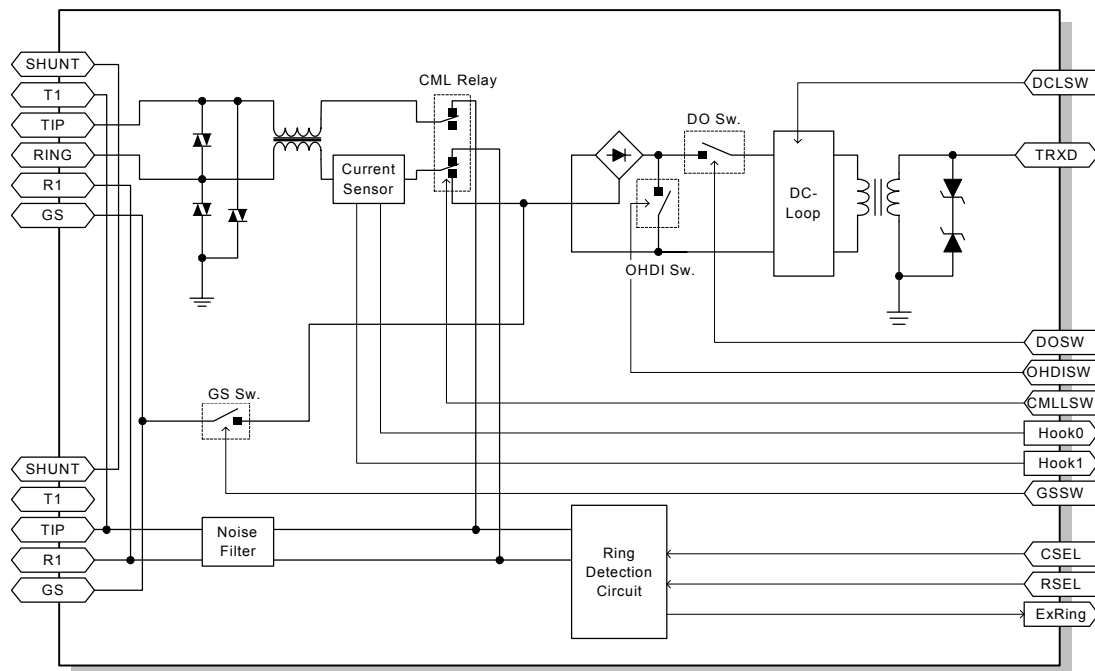 SHUNT
T1
TIP
RING
R1
GS
CML Relay
Current
Sensor
DO Sw.
OHDI Sw.
DC-
Loop
DCLSW
TRXD
DOSW
OHDISW
CMLLSW
Hook0
Hook1
GSSW
GS Sw.
SHUNT
T1
TIP
R1
GS
Noise
Filter
Ring
Detection
Circuit
CSEL
RSEL
ExRing